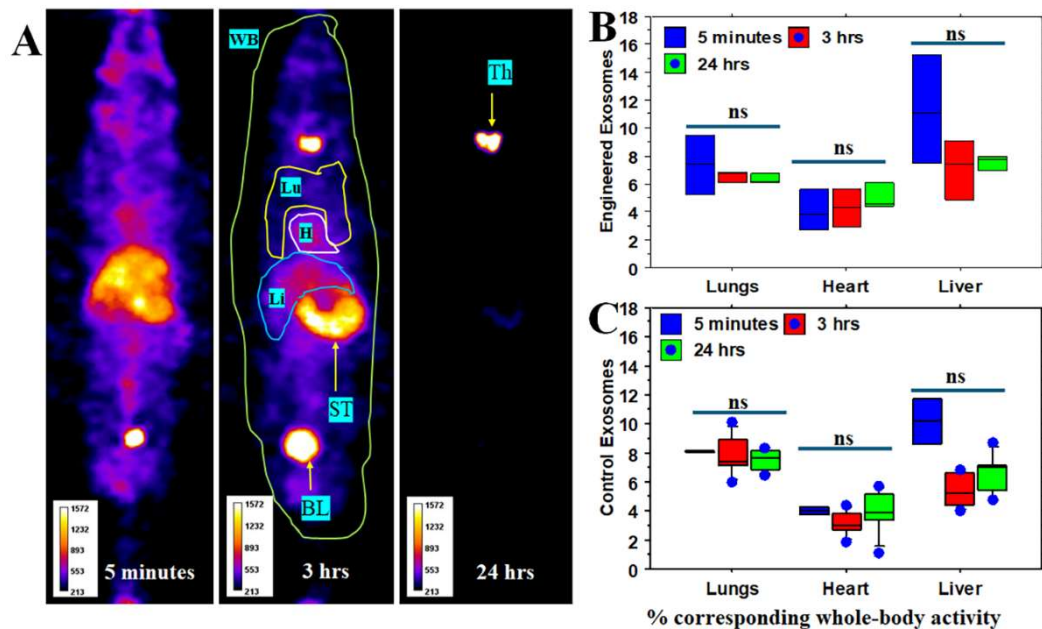 A
WB
Th
Lu
H
Li
ST
BL
1572
1232
893
553
213
5 minutes
1572
1232
893
553
213
3 hrs
1572
1232
893
553
213
24 hrs
B
Engineered Exosomes
18
16
14
12
10
8
6
4
2
0
5 minutes 3 hrs
24 hrs
ns
ns
ns
Lungs Heart Liver
C
Control Exosomes
18
16
14
12
10
8
6
4
2
0
5 minutes 3 hrs
24 hrs
ns
ns
ns
Lungs Heart Liver
% corresponding whole-body activity